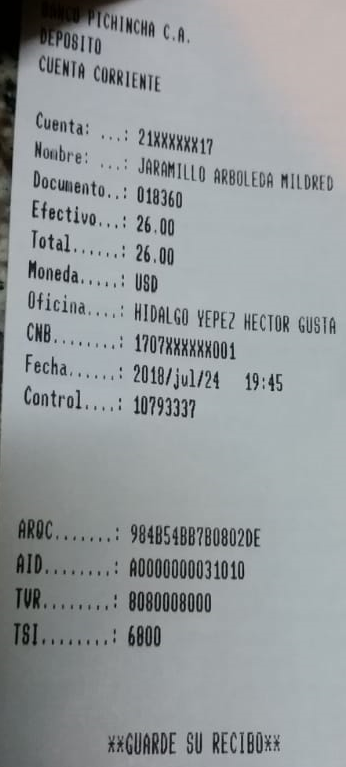 BANCO PICHINCHA C.A.
DEPOSITO
CUENTA CORRIENTE
Cuenta: ...: 21XXXXXX17
Nombre: ...: JARAMILLO ARBOLEDA MILDRED
Documento..: 018360
Efectivo...: 26.00
Total......: 26.00
Moneda.....: USD
Oficina....: HIDALGO YEPEZ HECTOR GUSTA
CNB........: 1707XXXXXX001
Fecha......: 2018/jul/24 19:45
Control....: 10793337
ARQC.......: 984B54BB7B0802DE
AID........: A0000000031010
TVR........: 8080008000
TSI........: 6800
**GUARDE SU RECIBO**